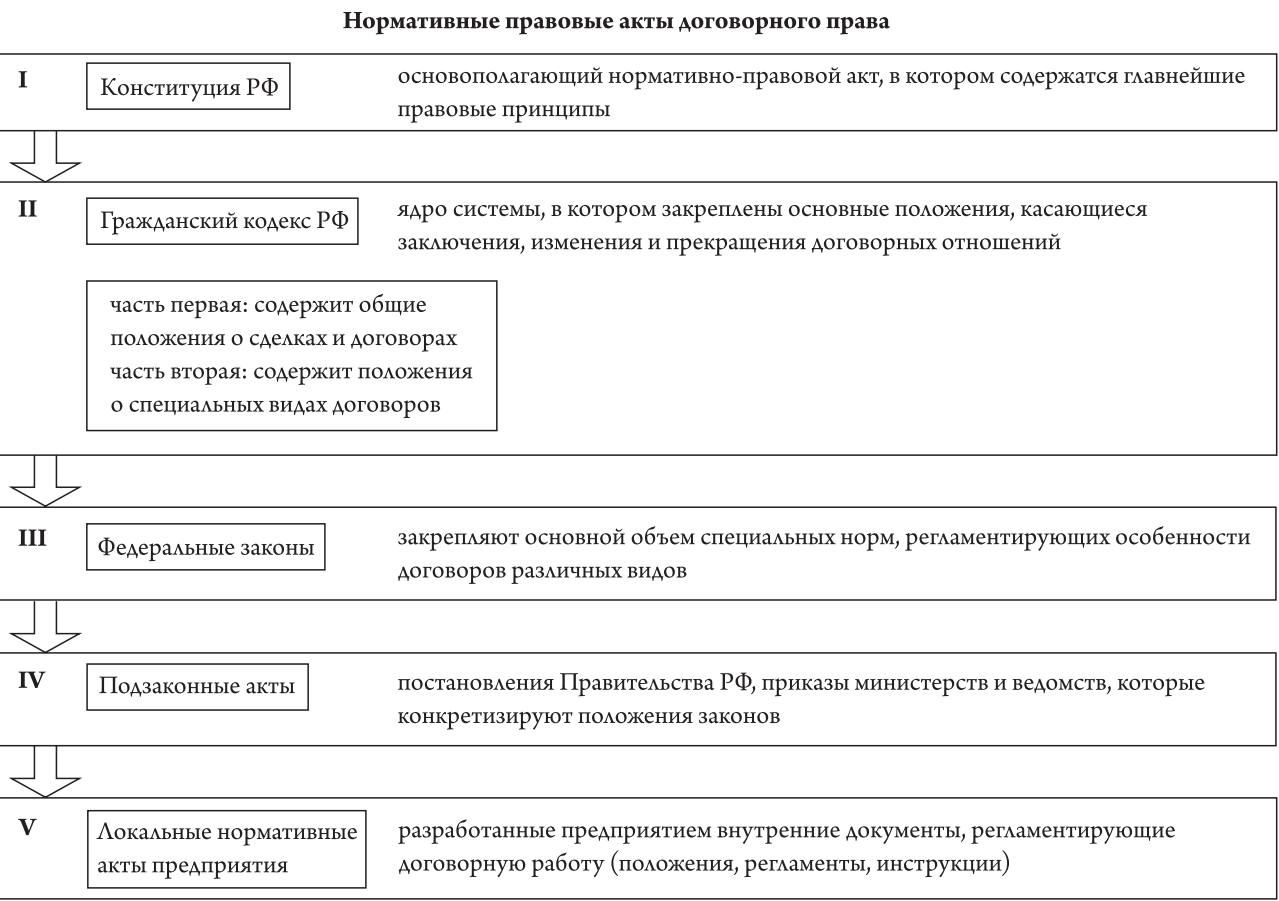 Нормативные правовые акты договорного права
I
Конституция РФ
основополагающий нормативно-правовой акт, в котором содержатся главнейшие
правовые принципы
II
Гражданский кодекс РФ
ядро системы, в котором закреплены основные положения, касающиеся
заключения, изменения и прекращения договорных отношений
часть первая: содержит общие
положения о сделках и договорах
часть вторая: содержит положения
о специальных видах договоров
III
Федеральные законы
закрепляют основной объем специальных норм, регламентирующих особенности
договоров различных видов
IV
Подзаконные акты
постановления Правительства РФ, приказы министерств и ведомств, которые
конкретизируют положения законов
V
Локальные нормативные
акты предприятия
разработанные предприятием внутренние документы, регламентирующие
договорную работу (положения, регламенты, инструкции)